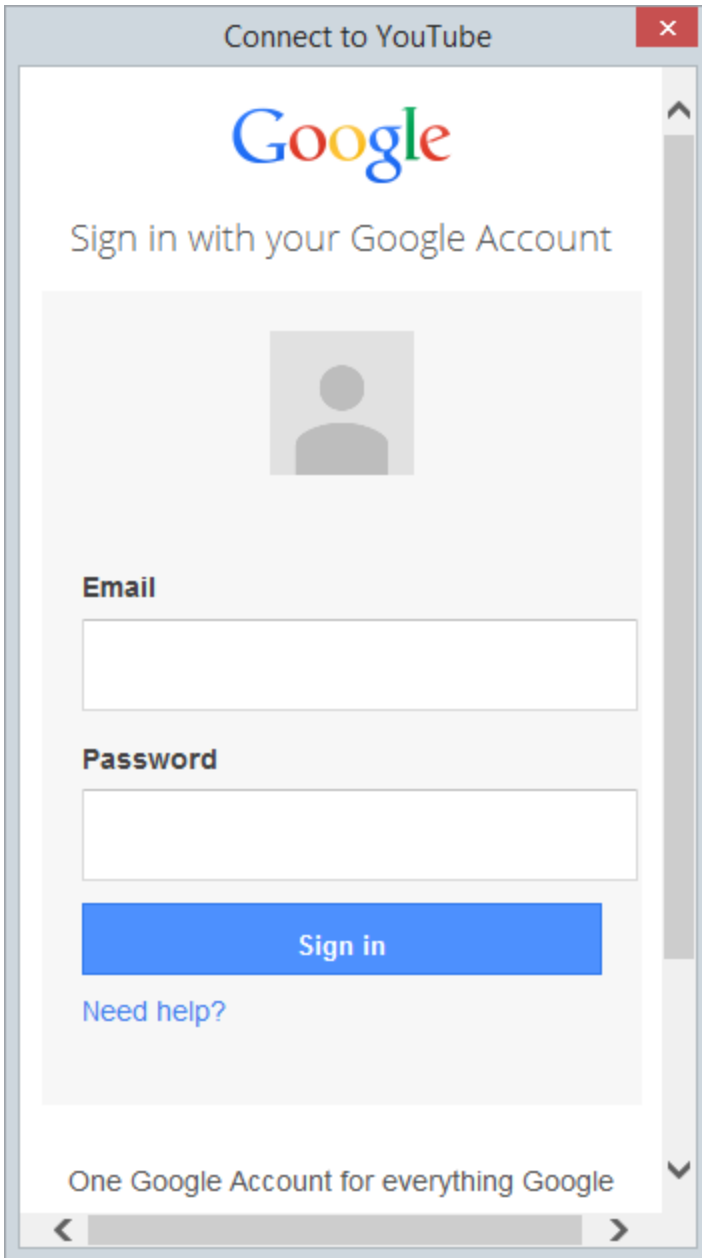 Connect to YouTube
Google
Sign in with your Google Account
Email
Password
Sign in
Need help?
One Google Account for everything Google